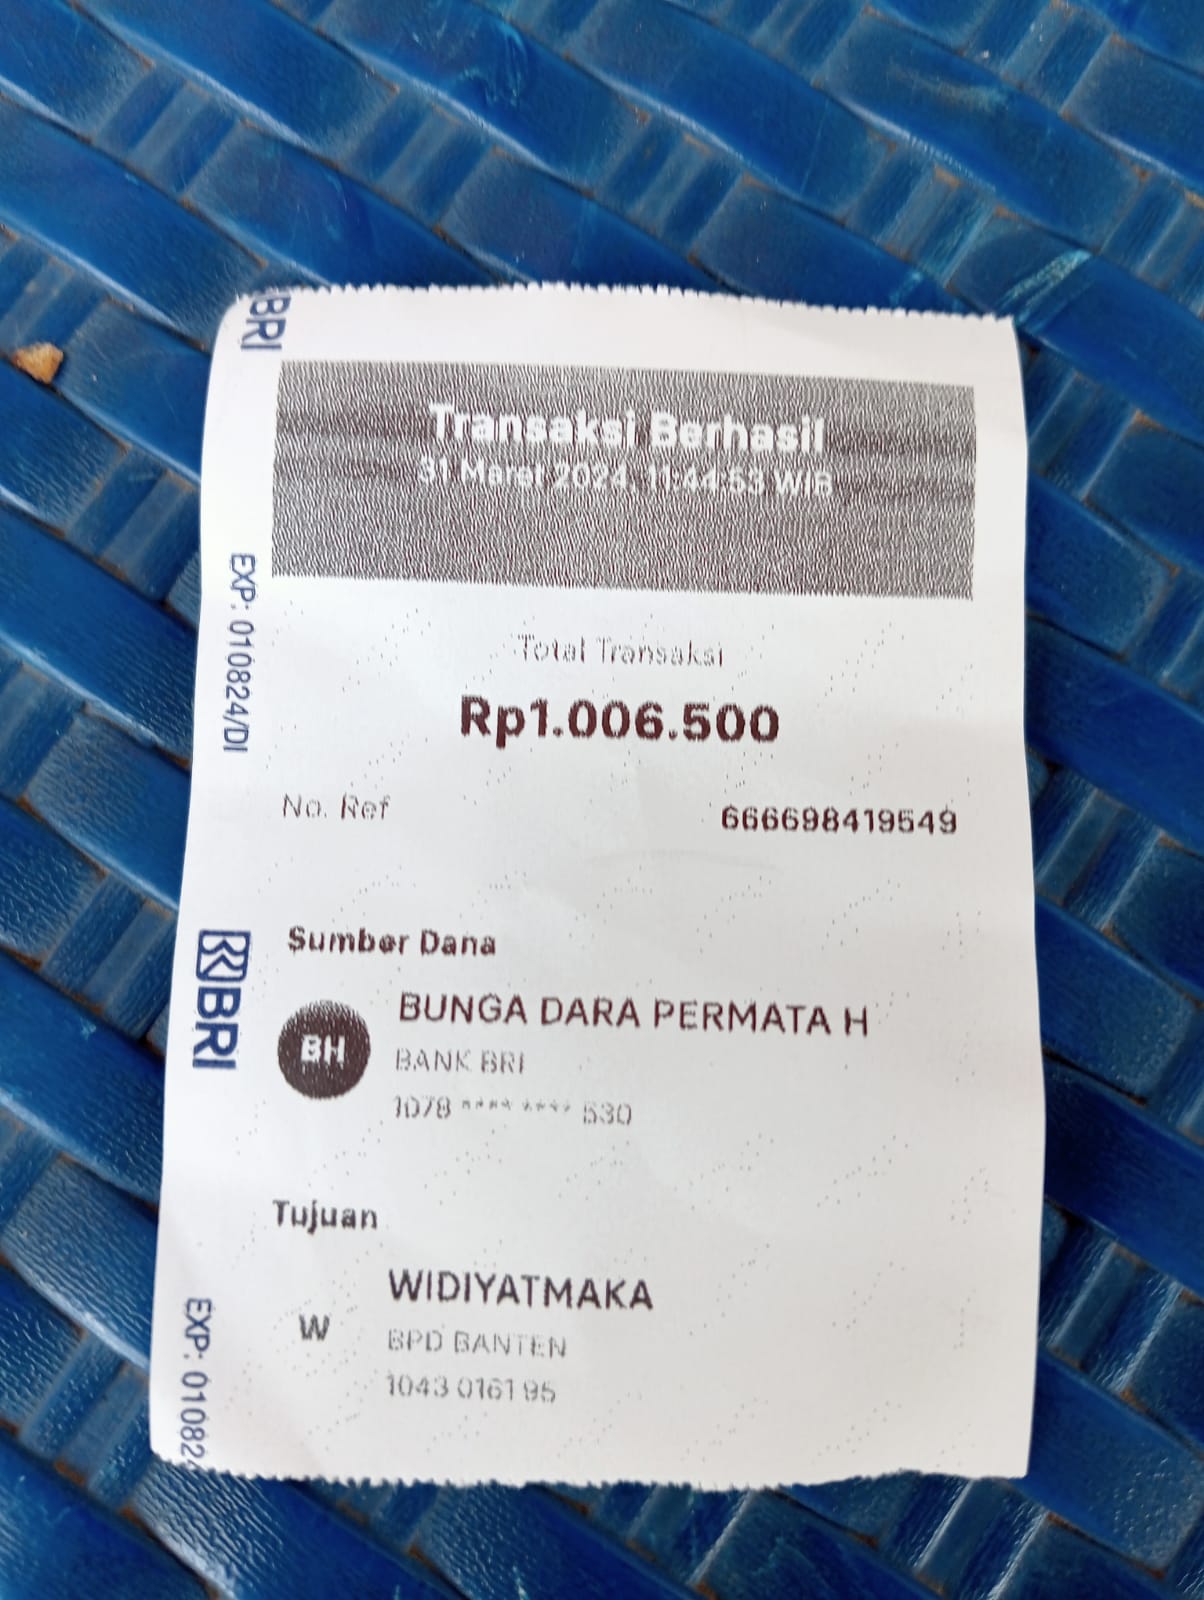 BRI
EXP: 010824/DI
BRI
EXP: 01082
Transaksi Berhasil
31 Maret 2024, 11:44:53 WIB
Total Transaksi
Rp1.006.500
No. Ref 666698419549
Sumber Dana
BH
BUNGA DARA PERMATA H
BANK BRI
1078 **** **** 530
Tujuan
W
WIDIYATMAKA
BPD BANTEN
1043 0161 95